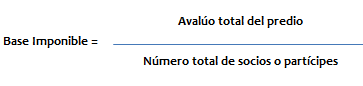 Avalúo total del predio
Base Imponible =
Número total de socios o partícipes